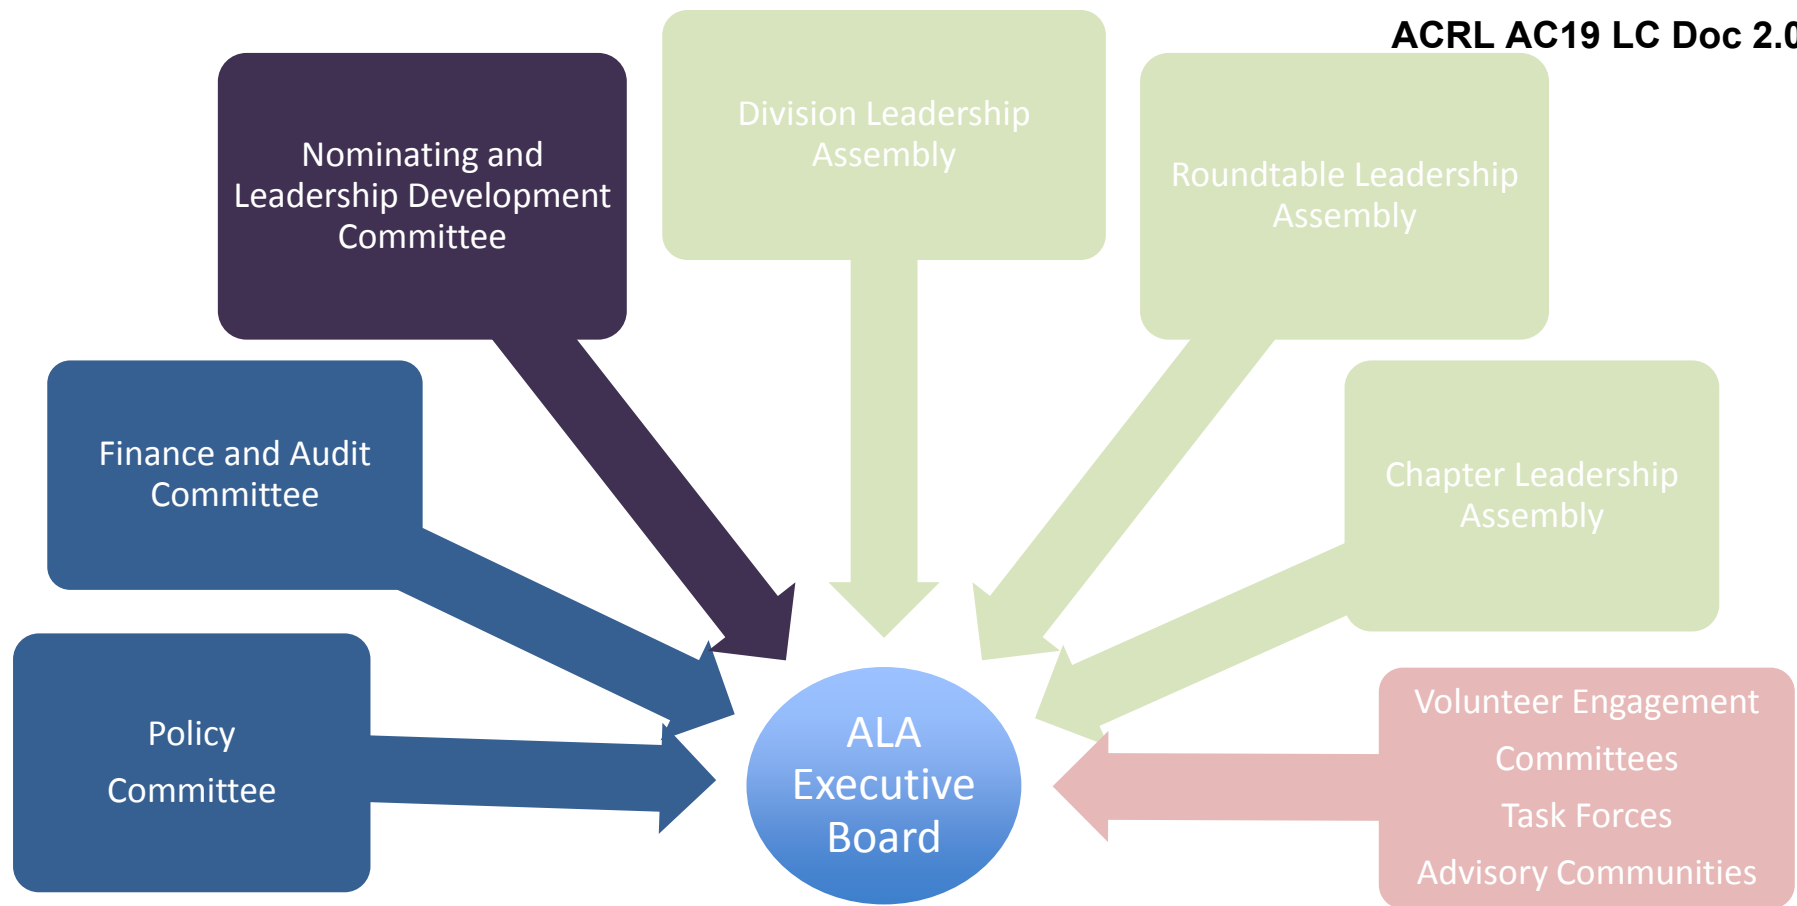 ACRL AC19 LC Doc 2.0
Division Leadership
Assembly
Nominating and
Leadership Development
Committee
Roundtable Leadership
Assembly
Finance and Audit
Committee
Chapter Leadership
Assembly
Policy
Committee
ALA
Executive
Board
Volunteer Engagement
Committees
Task Forces
Advisory Communities